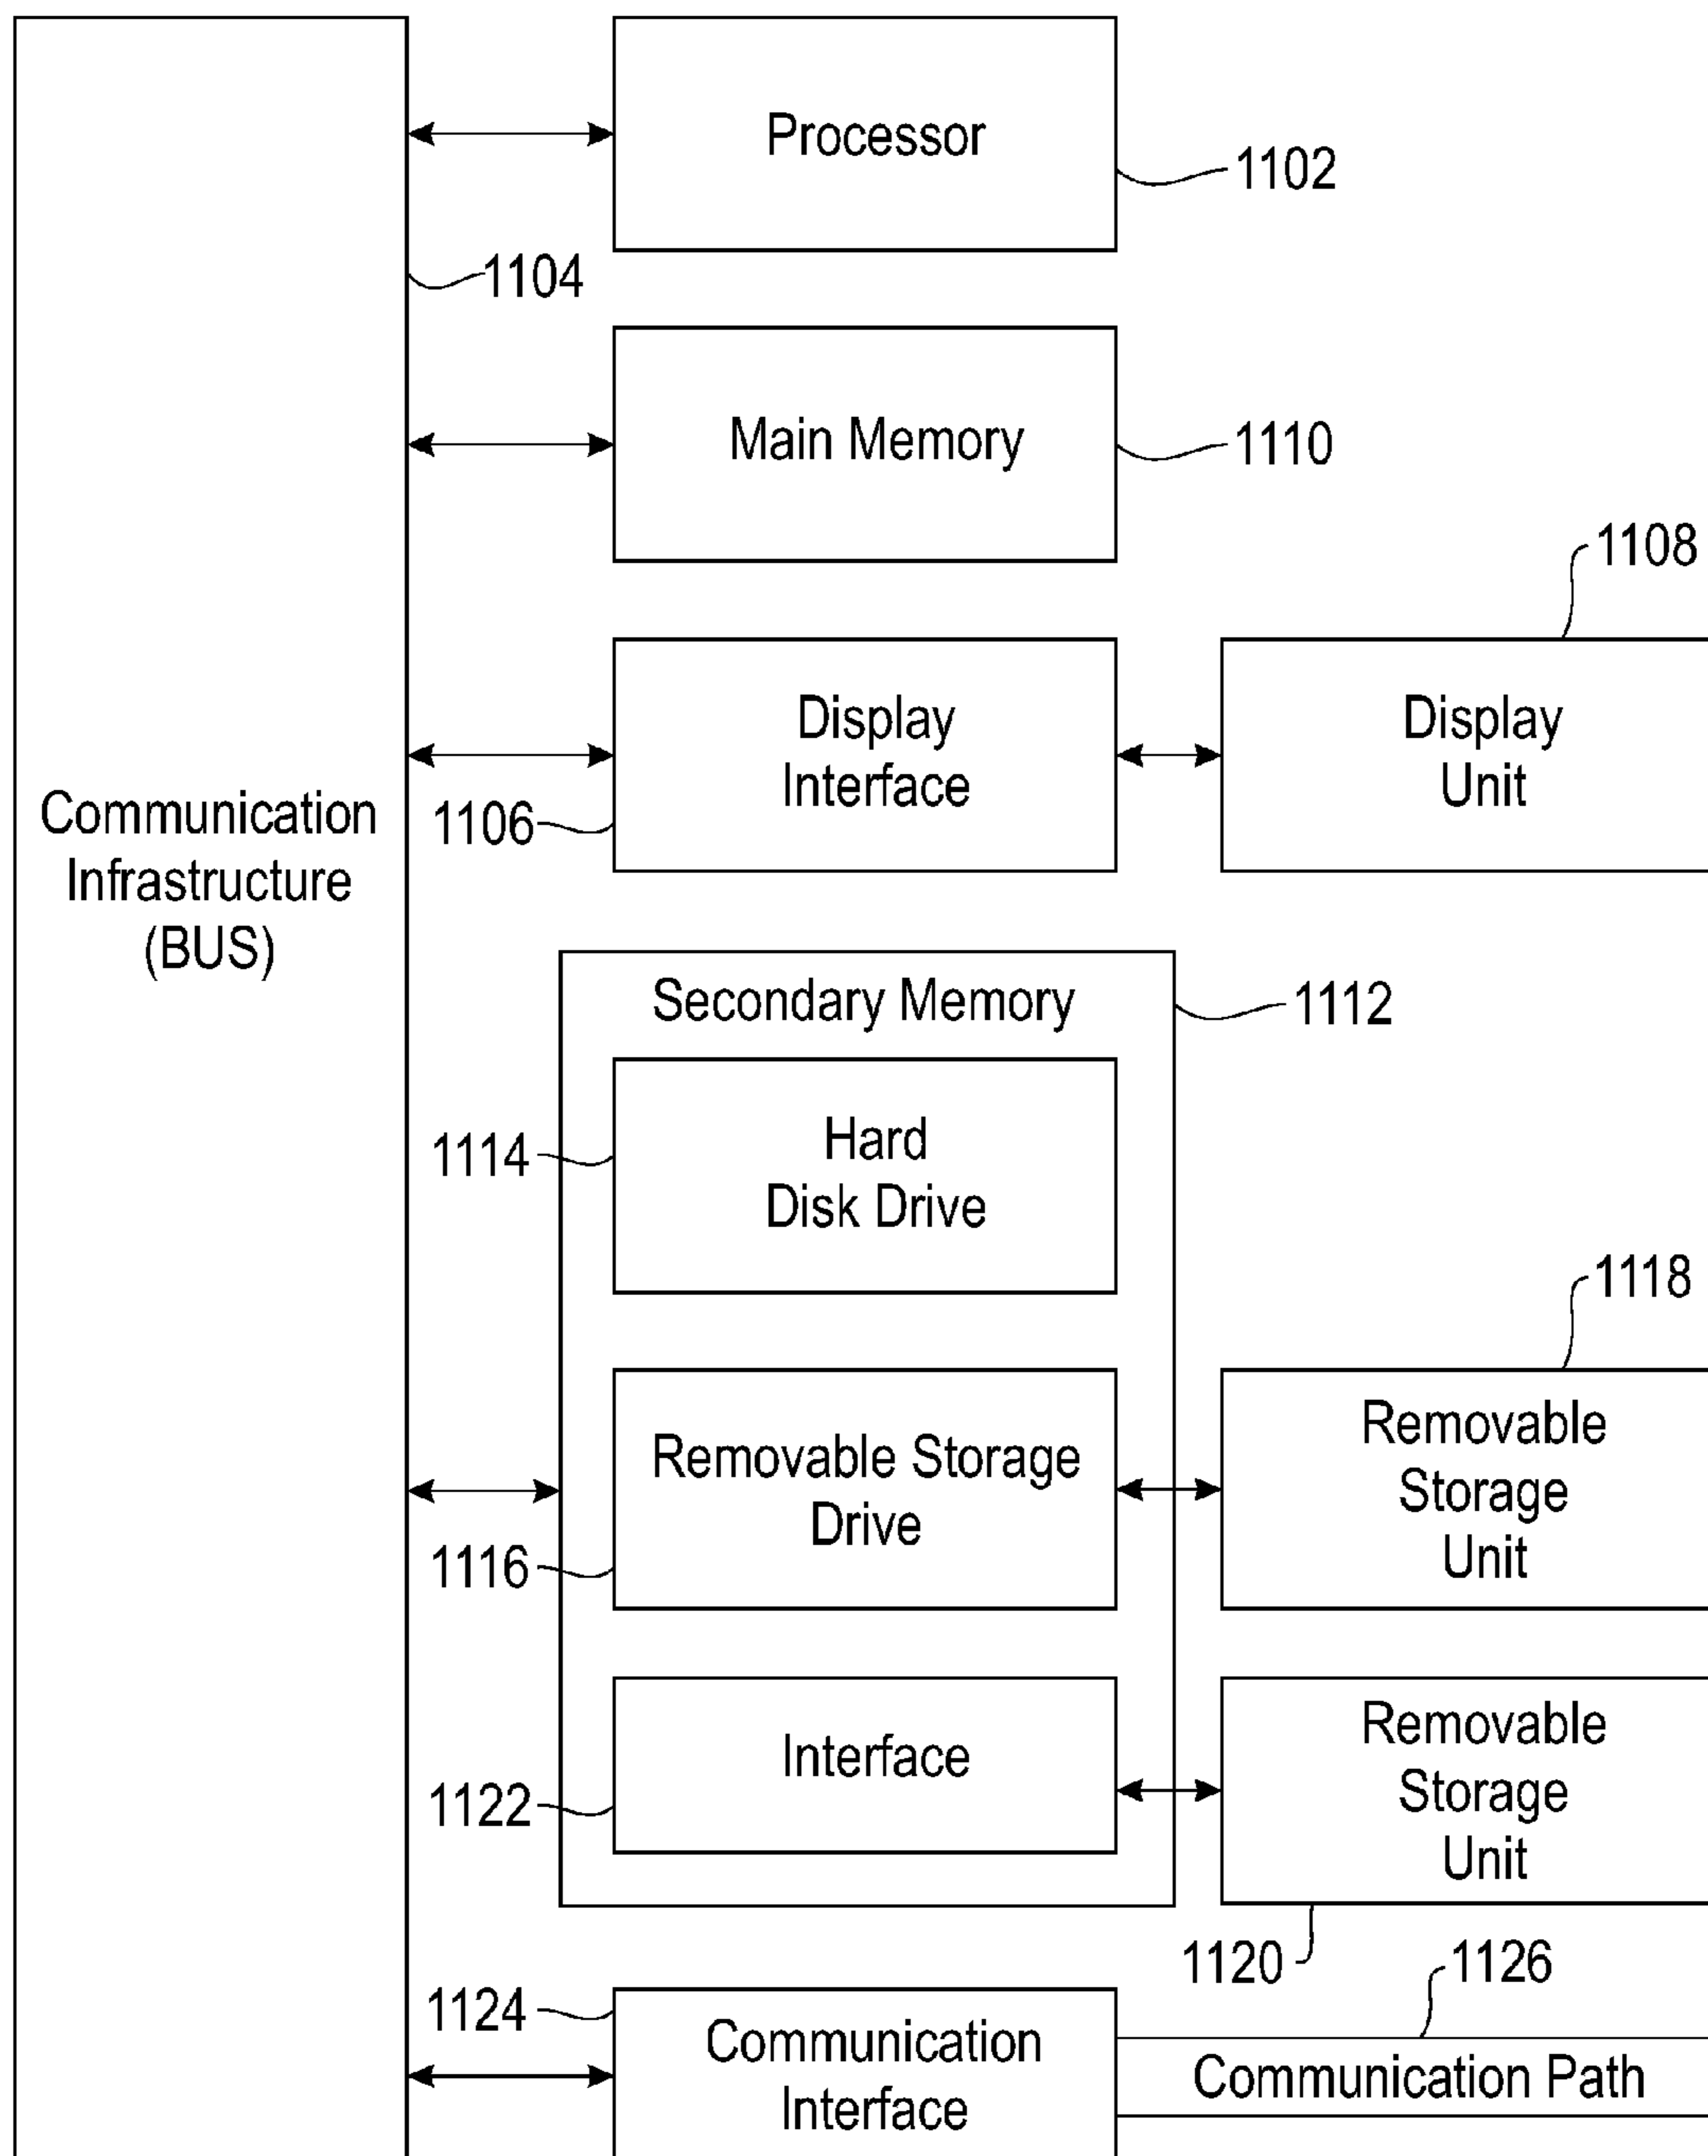 Processor
1102
1104
Main Memory
1110
1108
Display
Interface
Display
Unit
1106
Communication
Infrastructure
(BUS)
Secondary Memory
1112
Hard
Disk Drive
1114
1118
Removable Storage
Drive
1116
Removable
Storage
Unit
Interface
1122
Removable
Storage
Unit
1120
1126
1124
Communication
Interface
Communication Path